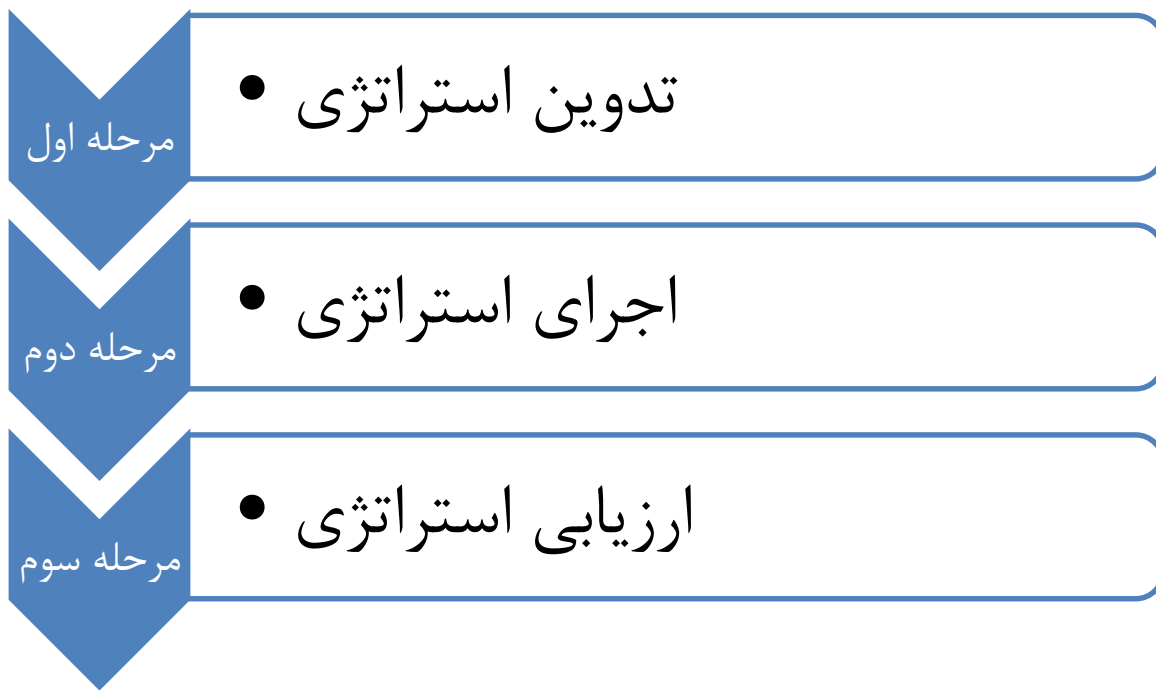 مرحله اول
تدوین استراتژی •
مرحله دوم
اجرای استراتژی •
مرحله سوم
ارزیابی استراتژی •